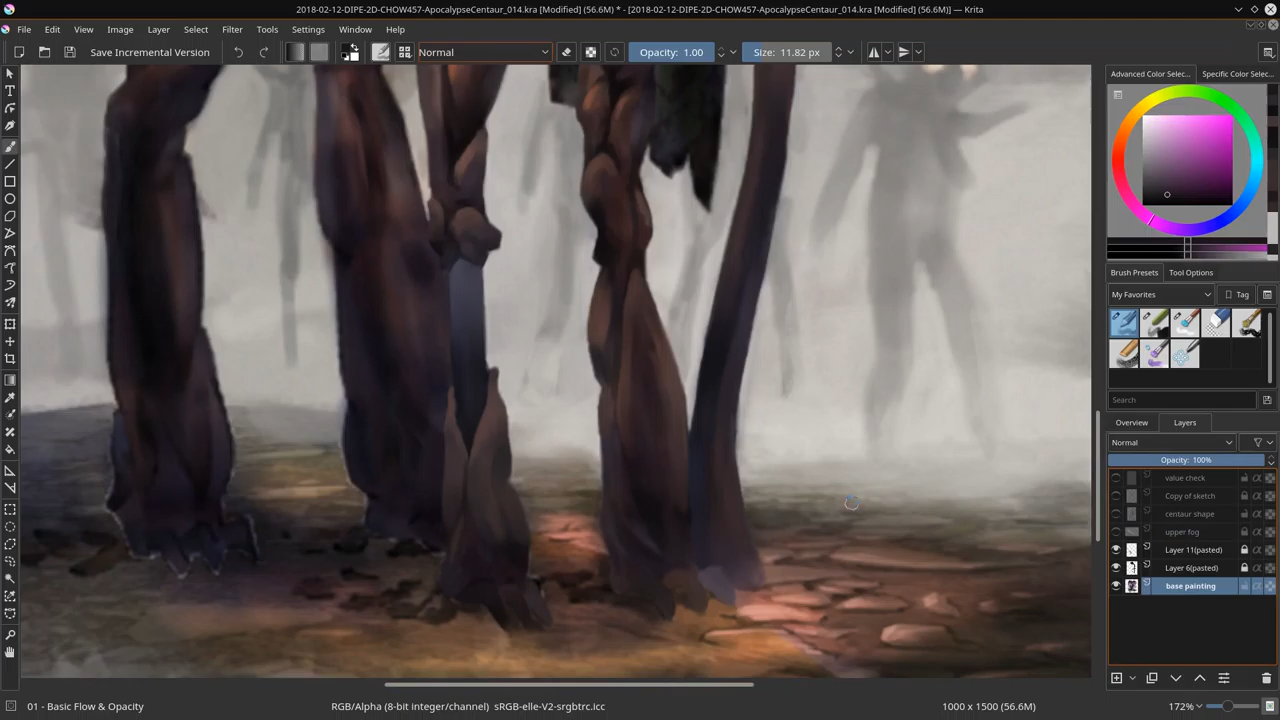 2018-02-12-DIPE-2D-CHOW457-ApocalypseCentaur_014.kra [Modified] (56.6M) * - [2018-02-12-DIPE-2D-CHOW457-ApocalypseCentaur_014.kra [Modified] (56.6M)] — Krita
File Edit View Image Layer Select Filter Tools Settings Window Help
Save Incremental Version Normal Opacity: 1.00 Size: 11.82 px
Advanced Color Selec... Specific Color Selec...
Brush Presets Tool Options
My Favorites Tag
Search
Overview Layers
Normal
Opacity: 100%
value check
Copy of sketch
centaur shape
upper fog
Layer 11(pasted)
Layer 6(pasted)
base painting
01 - Basic Flow & Opacity RGB/Alpha (8-bit integer/channel) sRGB-elle-V2-srgbtrc.icc 1000 x 1500 (56.6M) 172%